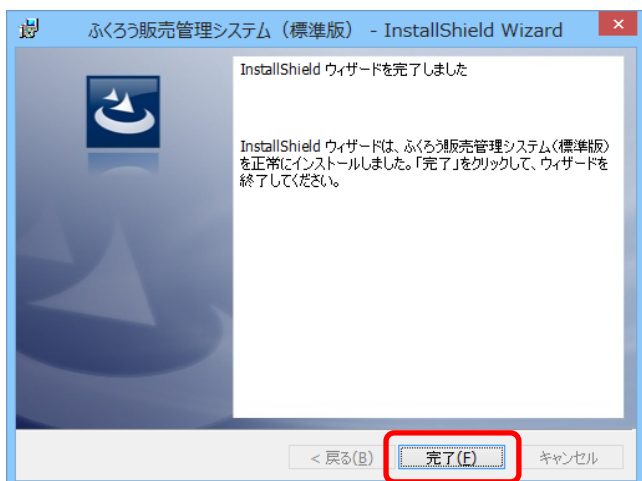 ふくろう販売管理システム（標準版） - InstallShield Wizard
InstallShield ウィザードを完了しました
InstallShield ウィザードは、ふくろう販売管理システム(標準版)
を正常にインストールしました。「完了」をクリックして、ウィザードを
終了してください。
< 戻る(B) 完了(F) キャンセル